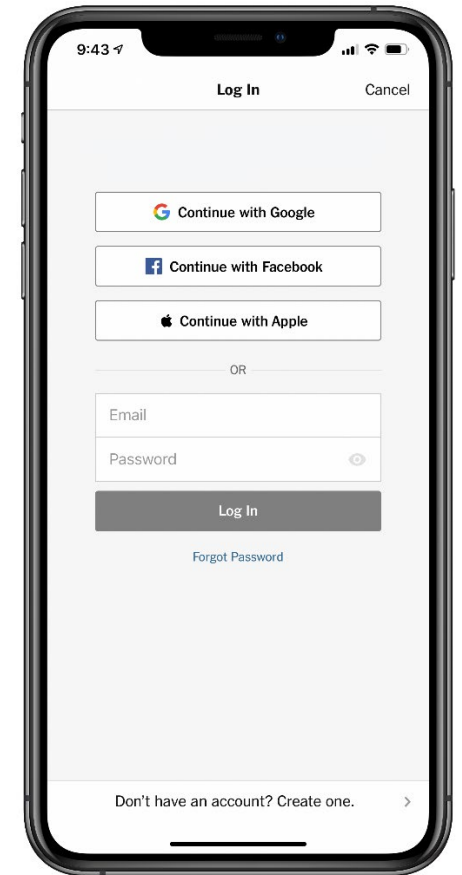 9:43
Log In
Cancel
Continue with Google
Continue with Facebook
Continue with Apple
OR
Email
Password
Log In
Forgot Password
Don't have an account? Create one.